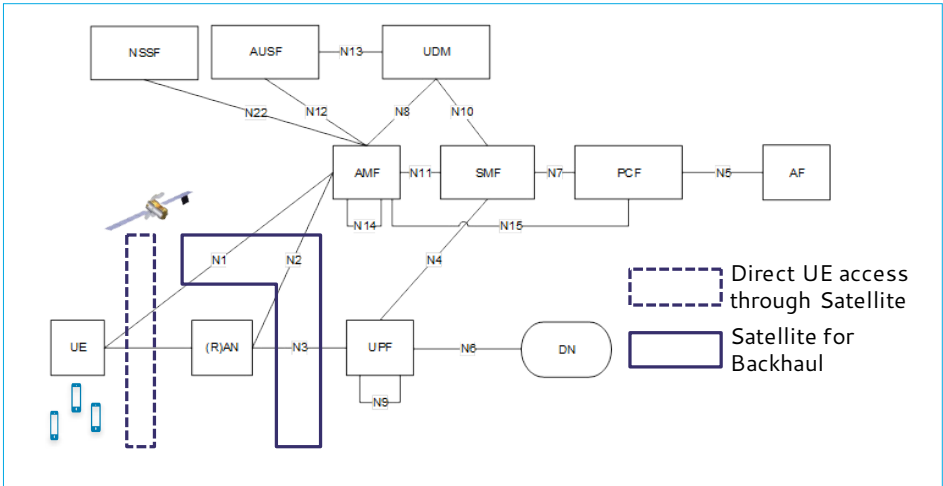 NSSF
AUSF
N13
UDM
N22
N12
N8
N10
AMF
N11
SMF
N7
PCF
N5
AF
N14
N15
N1
N2
N4
Direct UE access
through Satellite
UE
(R)AN
N3
UPF
N6
DN
Satellite for
Backhaul
N9